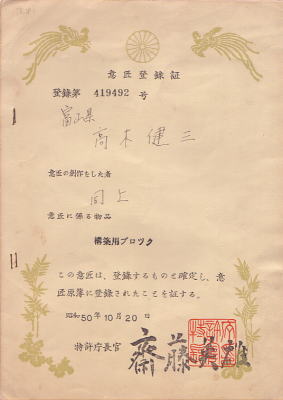 意匠登録証
登録第 419492 号
富山県
高木健三
意匠の創作をした者
同上
意匠に係る物品
構築用ブロック
この意匠は、登録するものと確定し、意
匠原簿に登録されたことを証する。
昭和50年10月20日
特許庁長官 齋藤英雄